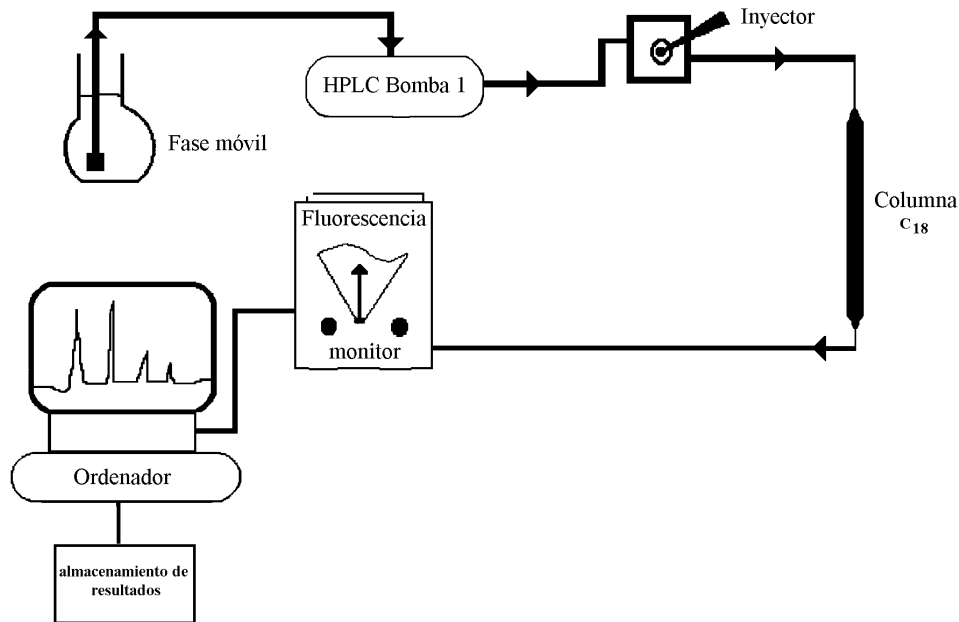 Inyector
HPLC Bomba 1
Fase móvil
Columna
C18
Fluorescencia
monitor
Ordenador
almacenamiento de
resultados